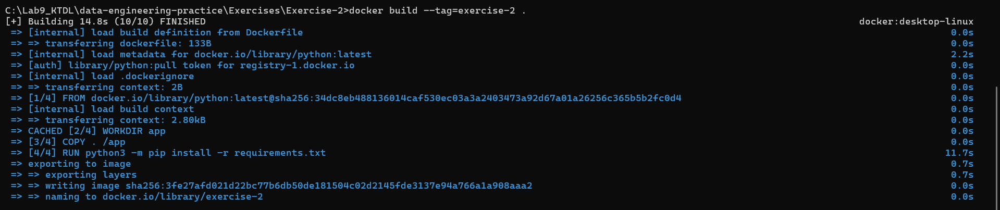 C:\Lab9_KTDL\data-engineering-practice\Exercises\Exercise-2>docker build --tag=exercise-2 .
[+] Building 14.8s (10/10) FINISHED docker:desktop-linux
=> [internal] load build definition from Dockerfile 0.0s
=> => transferring dockerfile: 133B 0.0s
=> [internal] load metadata for docker.io/library/python:latest 2.2s
=> [auth] library/python:pull token for registry-1.docker.io 0.0s
=> [internal] load .dockerignore 0.0s
=> => transferring context: 2B 0.0s
=> [1/4] FROM docker.io/library/python:latest@sha256:34dc8eb488136014caf530ec03a3a2403473a92d67a01a26256c365b5b2fc0d4 0.0s
=> [internal] load build context 0.0s
=> => transferring context: 2.80kB 0.0s
=> CACHED [2/4] WORKDIR app 0.0s
=> [3/4] COPY . /app 0.0s
=> [4/4] RUN python3 -m pip install -r requirements.txt 11.7s
=> exporting to image 0.7s
=> => exporting layers 0.7s
=> => writing image sha256:3fe27afd021d22bc77b6db50de181504c02d2145fde3137e94a766a1a908aaa2 0.0s
=> => naming to docker.io/library/exercise-2 0.0s